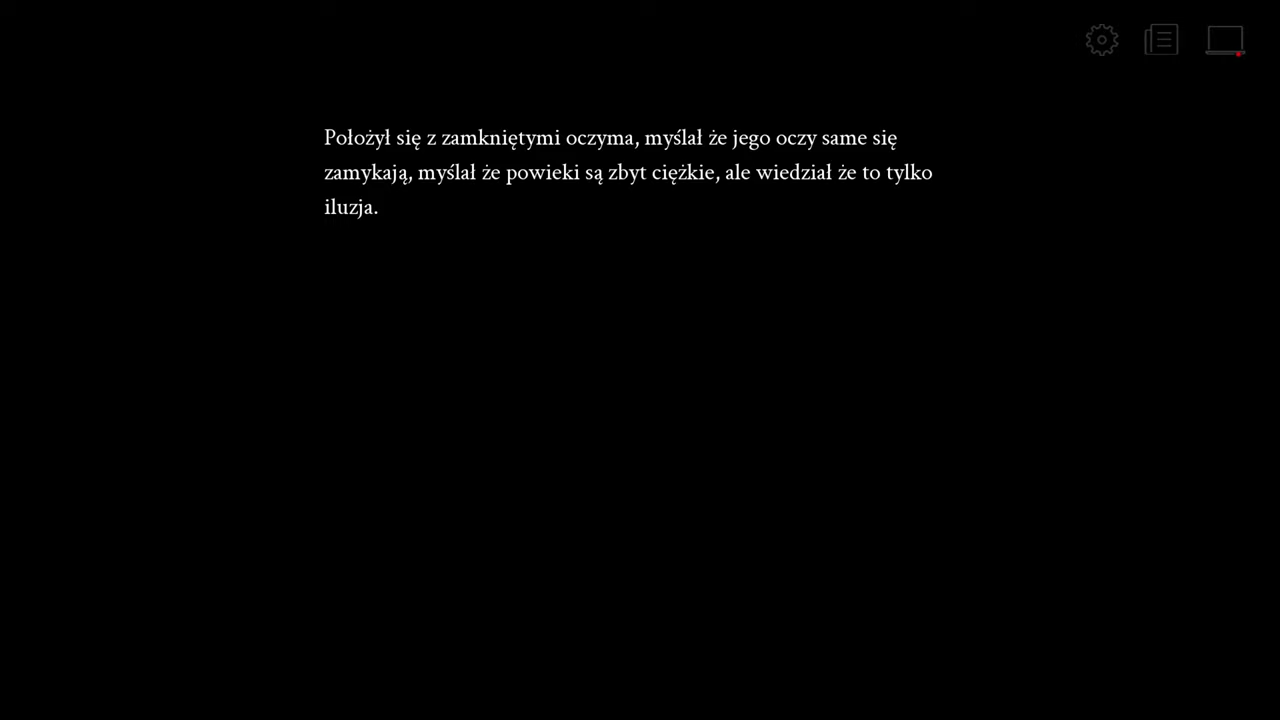 Położył się z zamkniętymi oczyma, myślał że jego oczy same się
zamykają, myślał że powieki są zbyt ciężkie, ale wiedział że to tylko
iluzja.